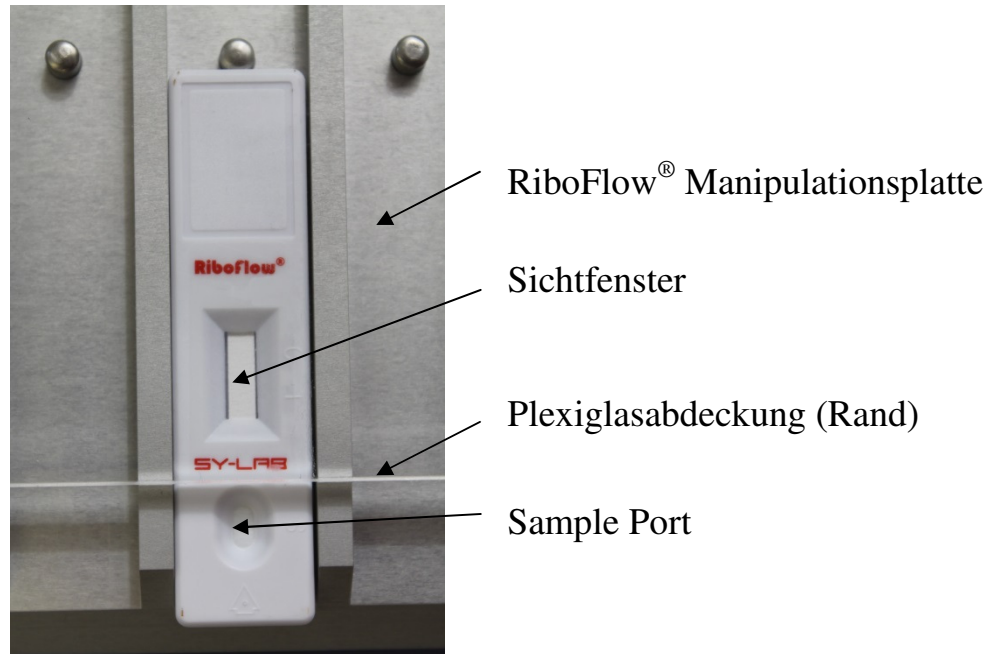 RiboFlow® Manipulationsplatte
Riboflow®
Sichtfenster
Plexiglasabdeckung (Rand)
SY-LAB
Sample Port